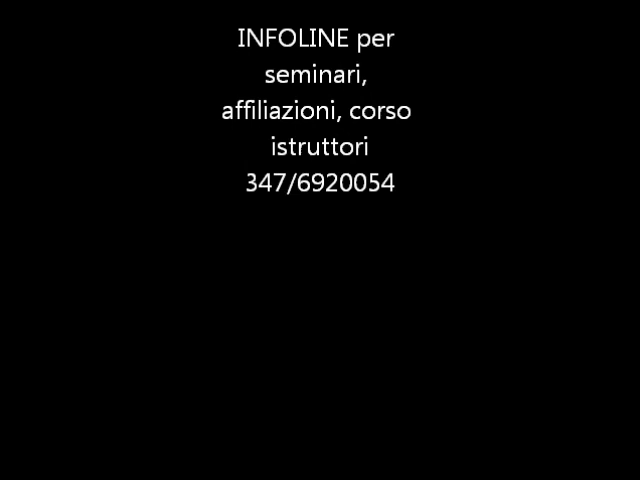 INFOLINE per
seminari,
affiliazioni, corso
istruttori
347/6920054